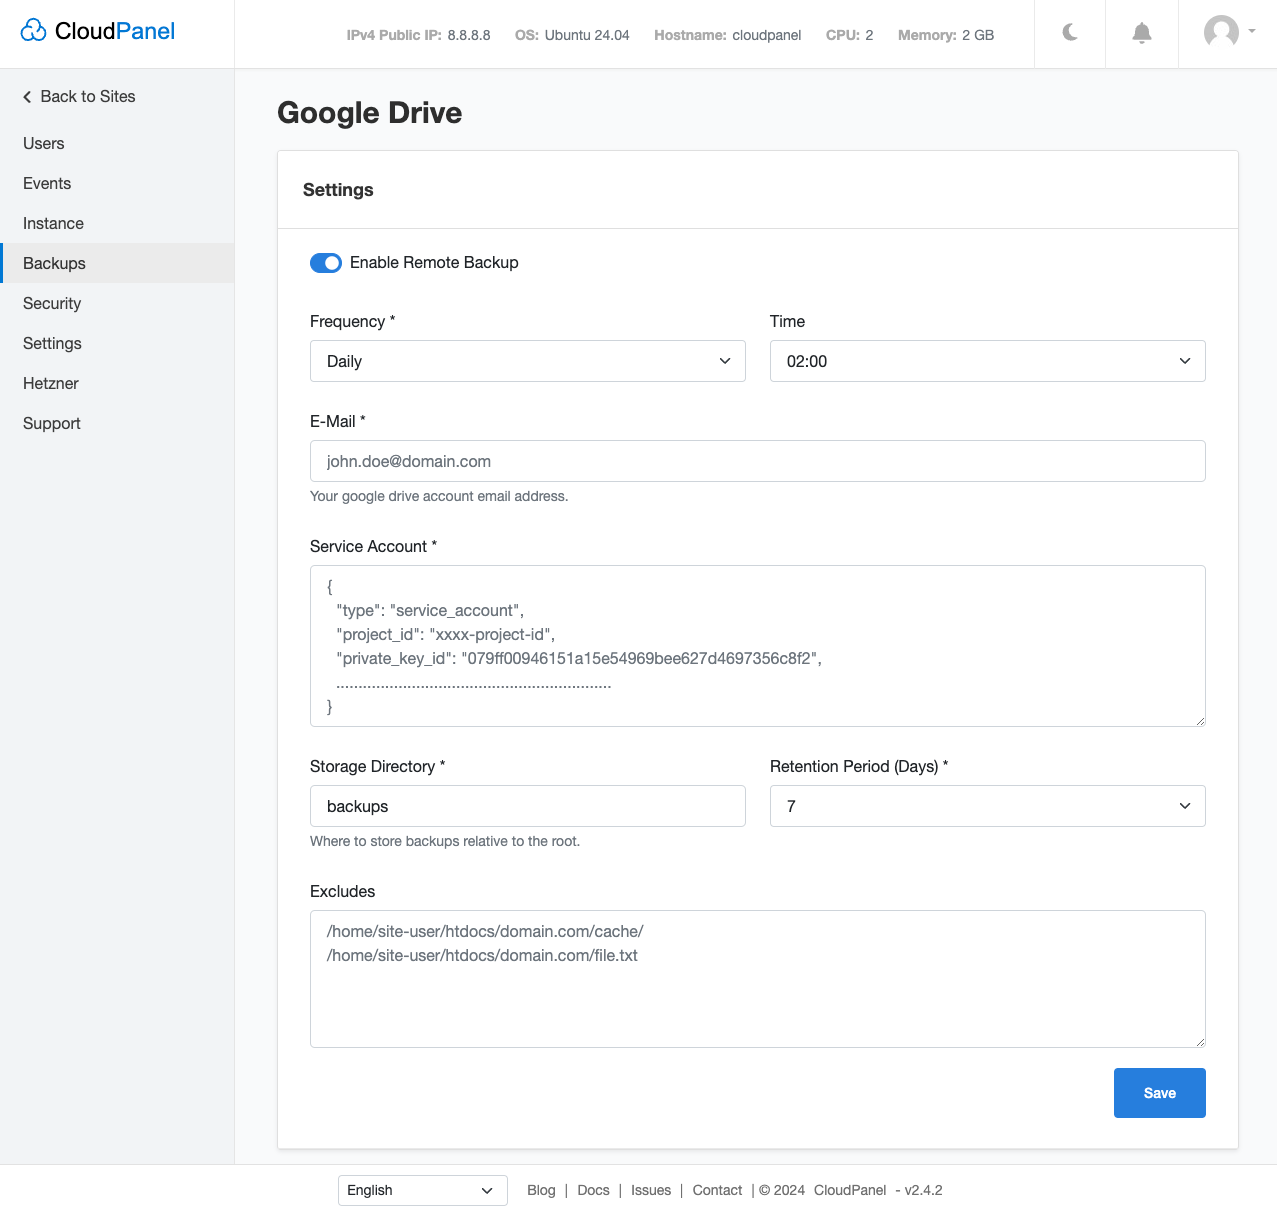 CloudPanel
IPv4 Public IP: 8.8.8.8 OS: Ubuntu 24.04 Hostname: cloudpanel CPU: 2 Memory: 2 GB
Back to Sites
Users
Events
Instance
Backups
Security
Settings
Hetzner
Support
Google Drive
Settings
Enable Remote Backup
Frequency * Time
Daily 02:00
E-Mail *
john.doe@domain.com
Your google drive account email address.
Service Account *
{
"type": "service_account",
"project_id": "xxxx-project-id",
"private_key_id": "079ff00946151a15e54969bee627d4697356c8f2",
..............................................................
}
Storage Directory * Retention Period (Days) *
backups 7
Where to store backups relative to the root.
Excludes
/home/site-user/htdocs/domain.com/cache/
/home/site-user/htdocs/domain.com/file.txt
Save
English Blog | Docs | Issues | Contact | © 2024 CloudPanel - v2.4.2